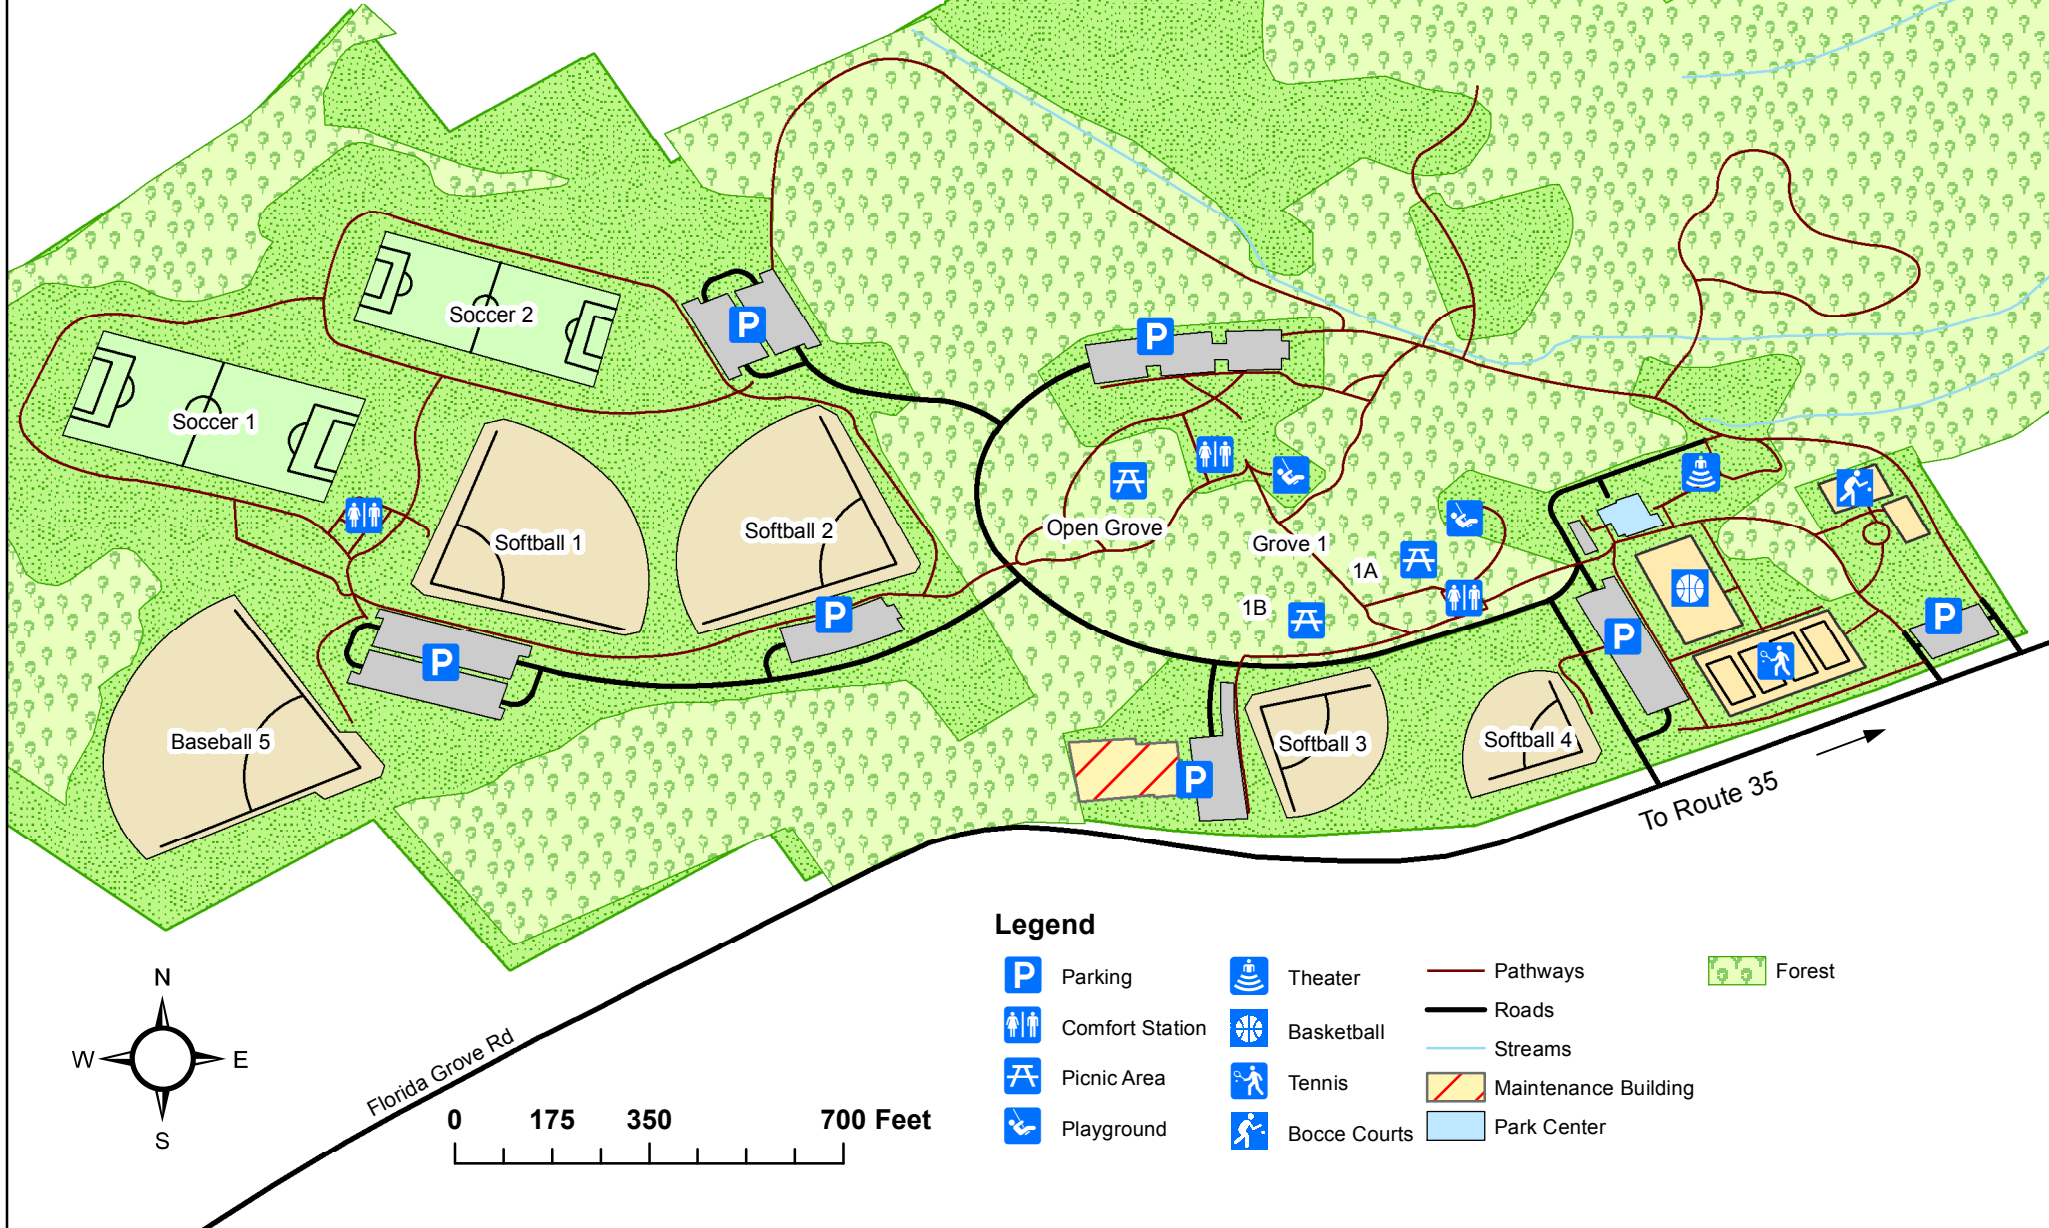 P
P
Soccer 2
Soccer 1
Softball 1
Softball 2
Open Grove
Grove 1
1A
1B
P
P
P
P
Baseball 5
Softball 3
Softball 4
P
To Route 35
Florida Grove Rd
N
W
E
S
0
175
350
700 Feet
Legend
P
Parking
Comfort Station
Picnic Area
Playground
Theater
Basketball
Tennis
Bocce Courts
Pathways
Roads
Streams
Maintenance Building
Park Center
Forest